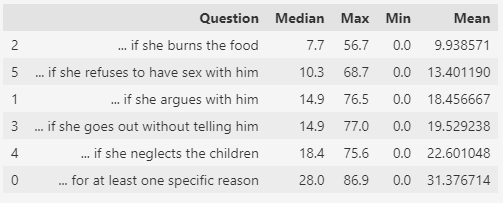 Question Median Max Min Mean
2 ... if she burns the food 7.7 56.7 0.0 9.938571
5 ... if she refuses to have sex with him 10.3 68.7 0.0 13.401190
1 ... if she argues with him 14.9 76.5 0.0 18.456667
3 ... if she goes out without telling him 14.9 77.0 0.0 19.529238
4 ... if she neglects the children 18.4 75.6 0.0 22.601048
0 ... for at least one specific reason 28.0 86.9 0.0 31.376714